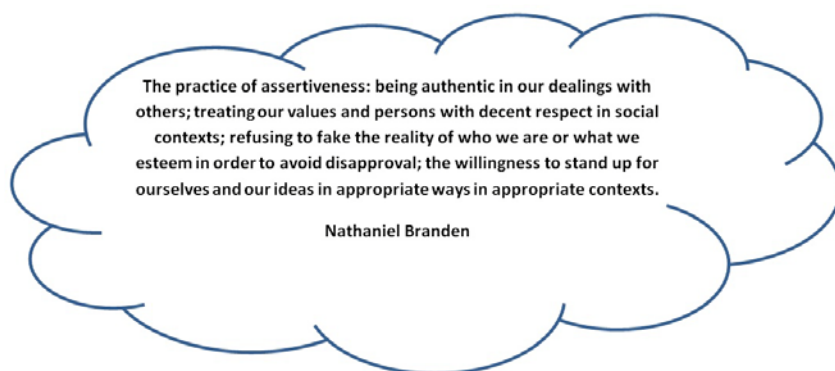 The practice of assertiveness: being authentic in our dealings with
others; treating our values and persons with decent respect in social
contexts; refusing to fake the reality of who we are or what we
esteem in order to avoid disapproval; the willingness to stand up for
ourselves and our ideas in appropriate ways in appropriate contexts.
Nathaniel Branden